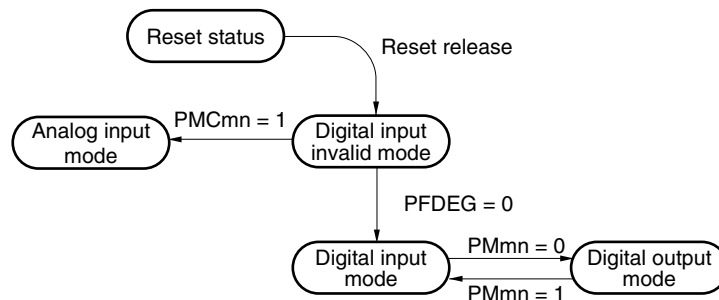 Reset status
Reset release
PMCmn = 1
Analog input
mode
Digital input
invalid mode
PFDEG = 0
Digital input
mode
PMmn = 0
PMmn = 1
Digital output
mode